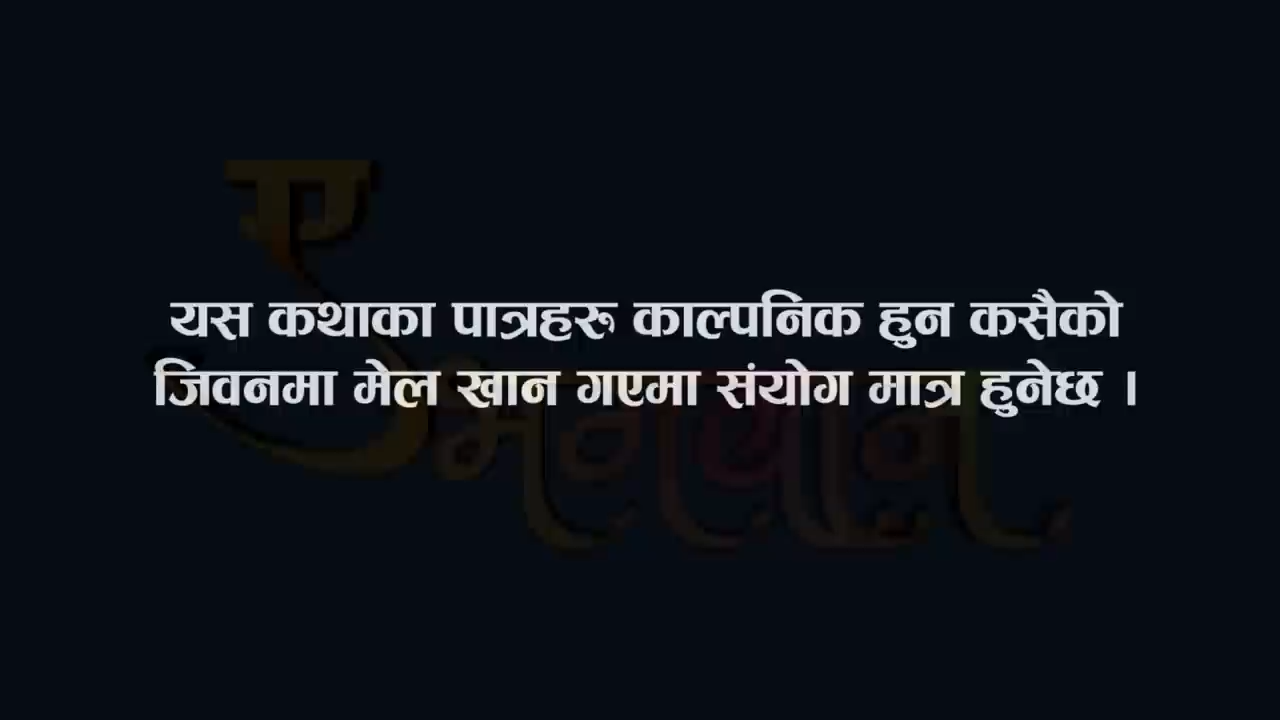 यस कथाका पात्रहरु काल्पनिक हुन कसैको
जिवनमा मेल खान गएमा संयोग मात्र हुनेछ ।